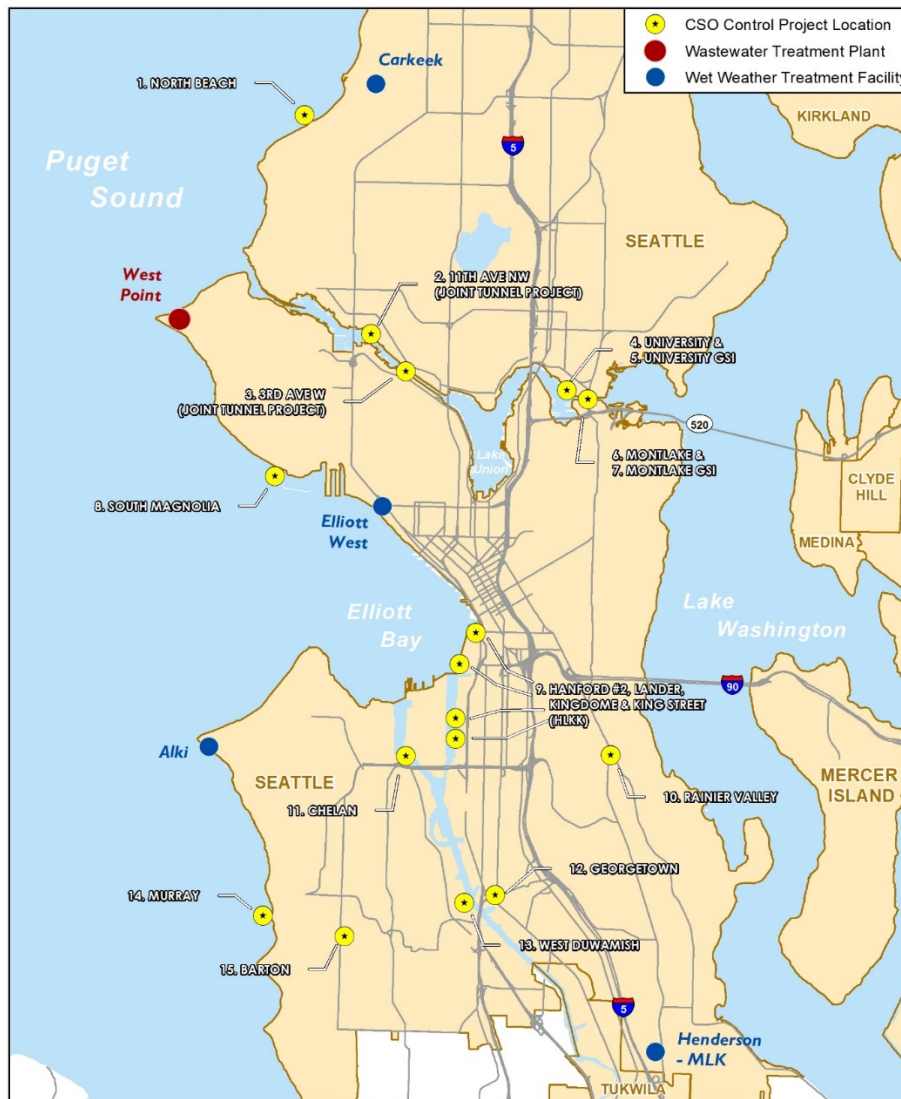 CSO Control Project Location
Wastewater Treatment Plant
Wet Weather Treatment Facility
Carkeek
1. NORTH BEACH
KIRKLAND
5
Puget
Sound
SEATTLE
West
Point
2. 11TH AVE NW
(JOINT TUNNEL PROJECT)
4. UNIVERSITY &
5. UNIVERSITY GSI
3. 3RD AVE W
(JOINT TUNNEL PROJECT)
520
Lake
Union
6. MONTLAKE &
7. MONTLAKE GSI
CLYDE
HILL
8. SOUTH MAGNOLIA
Elliott
West
MEDINA
Elliott
Bay
Lake
Washington
9. HANFORD #2, LANDER,
KINGDOME & KING STREET
(HLKK)
90
Alki
SEATTLE
11. CHELAN
10. RAINIER VALLEY
MERCER
ISLAND
12. GEORGETOWN
14. MURRAY
13. WEST DUWAMISH
15. BARTON
5
Henderson
- MLK
TUKWILA